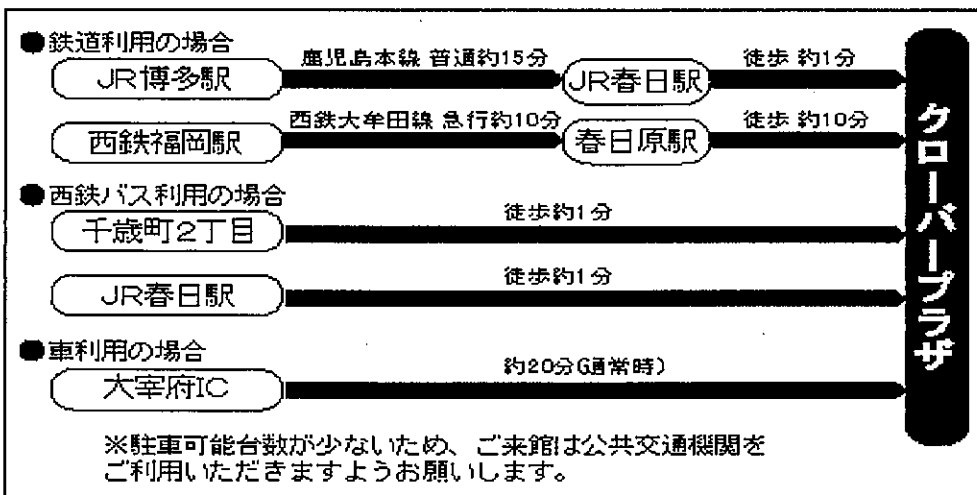 ●鉄道利用の場合
JR博多駅 鹿児島本線 普通約15分 JR春日駅 徒歩 約1分
西鉄福岡駅 西鉄大牟田線 急行約10分 春日原駅 徒歩 約10分
●西鉄バス利用の場合
千歳町2丁目 徒歩約1分
JR春日駅 徒歩約1分
●車利用の場合
大宰府IC 約20分(通常時)
クローバープラザ
※駐車可能台数が少ないため、ご来館は公共交通機関を
ご利用いただきますようお願いします。